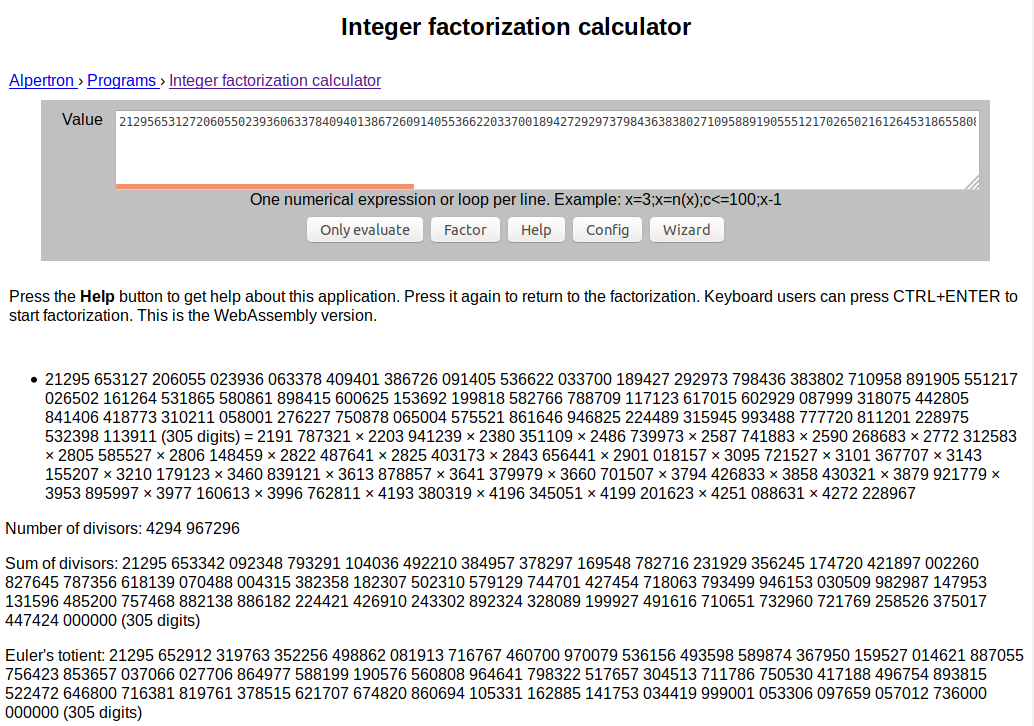 Integer factorization calculator
Alpertron › Programs › Integer factorization calculator
Value
2129565312720605502393606337840940138672609140553662203370018942729297379843638380271095889190555121702650216126453186558
One numerical expression or loop per line. Example: x=3;x=n(x);c<=100;x-1
Only evaluate Factor Help Config Wizard
Press the Help button to get help about this application. Press it again to return to the factorization. Keyboard users can press CTRL+ENTER to
start factorization. This is the WebAssembly version.
• 21295 653127 206055 023936 063378 409401 386726 091405 536622 033700 189427 292973 798436 383802 710958 891905 551217
026502 161264 531865 580861 898415 600625 153692 199818 582766 788709 117123 617015 602929 087999 318075 442805
841406 418773 310211 058001 276227 750878 065004 575521 861646 946825 224489 315945 993488 777720 811201 228975
532398 113911 (305 digits) = 2191 787321 × 2203 941239 × 2380 351109 × 2486 739973 × 2587 741883 × 2590 268683 × 2772 312583
× 2805 585527 × 2806 148459 × 2822 487641 × 2825 403173 × 2843 656441 × 2901 018157 × 3095 721527 × 3101 367707 × 3143
155207 × 3210 179123 × 3460 839121 × 3613 878857 × 3641 379979 × 3660 701507 × 3794 426833 × 3858 430321 × 3879 921779 ×
3953 895997 × 3977 160613 × 3996 762811 × 4193 380319 × 4196 345051 × 4199 201623 × 4251 088631 × 4272 228967
Number of divisors: 4294 967296
Sum of divisors: 21295 653342 092348 793291 104036 492210 384957 378297 169548 782716 231929 356245 174720 421897 002260
827645 787356 618139 070488 004315 382358 182307 502310 579129 744701 427454 718063 793499 946153 030509 982987 147953
131596 485200 757468 882138 886182 224421 426910 243302 892324 328089 199927 491616 710651 732960 721769 258526 375017
447424 000000 (305 digits)
Euler's totient: 21295 652912 319763 352256 498862 081913 716767 460700 970079 536156 493598 589874 367950 159527 014621 887055
756423 853657 037066 027706 864977 588199 190576 560808 964641 798322 517657 304513 711786 750530 417188 496754 893815
522472 646800 716381 819761 378515 621707 674820 860694 105331 162885 141753 034419 999001 053306 097659 057012 736000
000000 (305 digits)